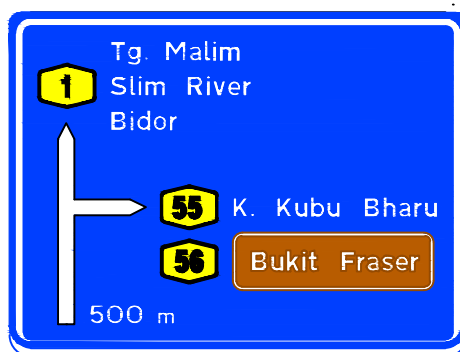 Tg. Malim
1 Slim River
Bidor
55 K. Kubu Bharu
56 Bukit Fraser
500 m